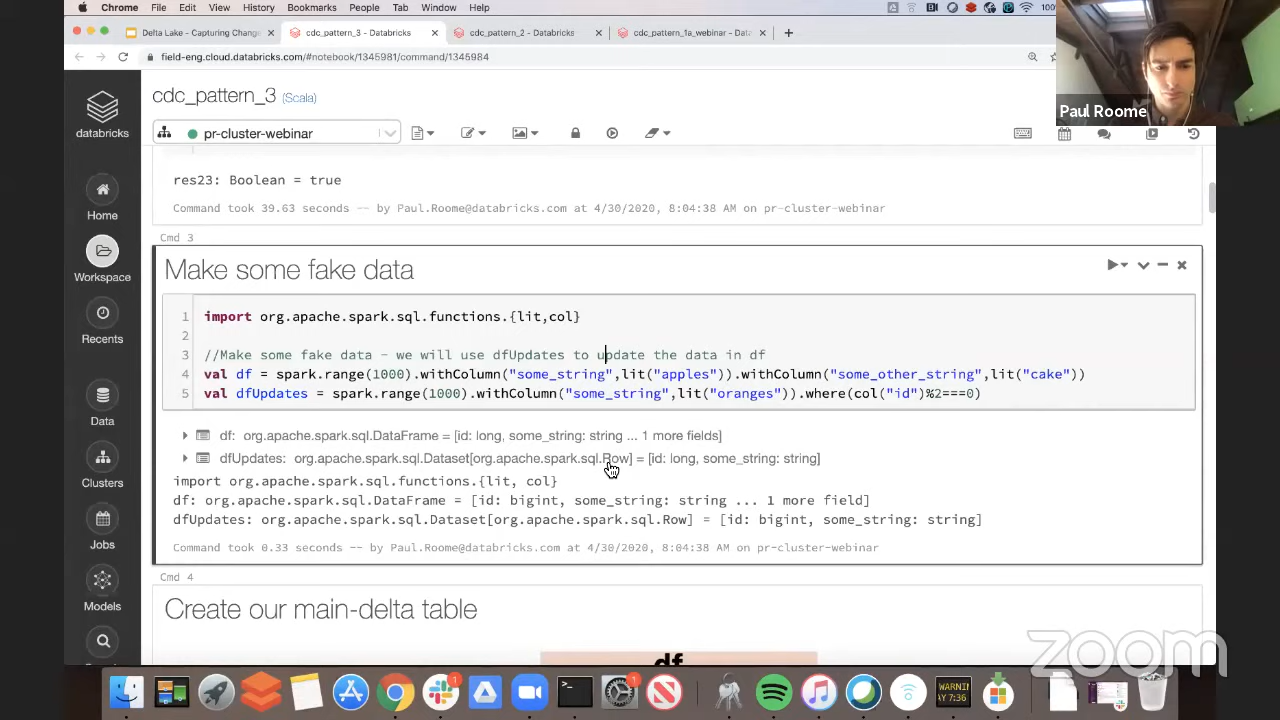 Chrome File Edit View History Bookmarks People Tab Window Help
Delta Lake - Capturing Chang
cdc_pattern_3 - Databricks
cdc_pattern_2 - Databricks
cdc_pattern_1a_webinar - Dat
field-eng.cloud.databricks.com/#notebook/1345981/command/1345984
Paul Roome
databricks
Home
Workspace
Recents
Data
Clusters
Jobs
Models
cdc_pattern_3 (Scala)
pr-cluster-webinar
res23: Boolean = true
Command took 39.63 seconds -- by Paul.Roome@databricks.com at 4/30/2020, 8:04:38 AM on pr-cluster-webinar
Cmd 3
Make some fake data
1 import org.apache.spark.sql.functions.{lit,col}
2
3 //Make some fake data - we will use dfUpdates to update the data in df
4 val df = spark.range(1000).withColumn("some_string",lit("apples")).withColumn("some_other_string",lit("cake"))
5 val dfUpdates = spark.range(1000).withColumn("some_string",lit("oranges")).where(col("id")%2===0)
df: org.apache.spark.sql.DataFrame = [id: long, some_string: string ... 1 more fields]
dfUpdates: org.apache.spark.sql.Dataset[org.apache.spark.sql.Row] = [id: long, some_string: string]
import org.apache.spark.sql.functions.{lit, col}
df: org.apache.spark.sql.DataFrame = [id: bigint, some_string: string ... 1 more field]
dfUpdates: org.apache.spark.sql.Dataset[org.apache.spark.sql.Row] = [id: bigint, some_string: string]
Command took 0.33 seconds -- by Paul.Roome@databricks.com at 4/30/2020, 8:04:38 AM on pr-cluster-webinar
Cmd 4
Create our main-delta table
df
zoom
WARNIN
Y 7:36